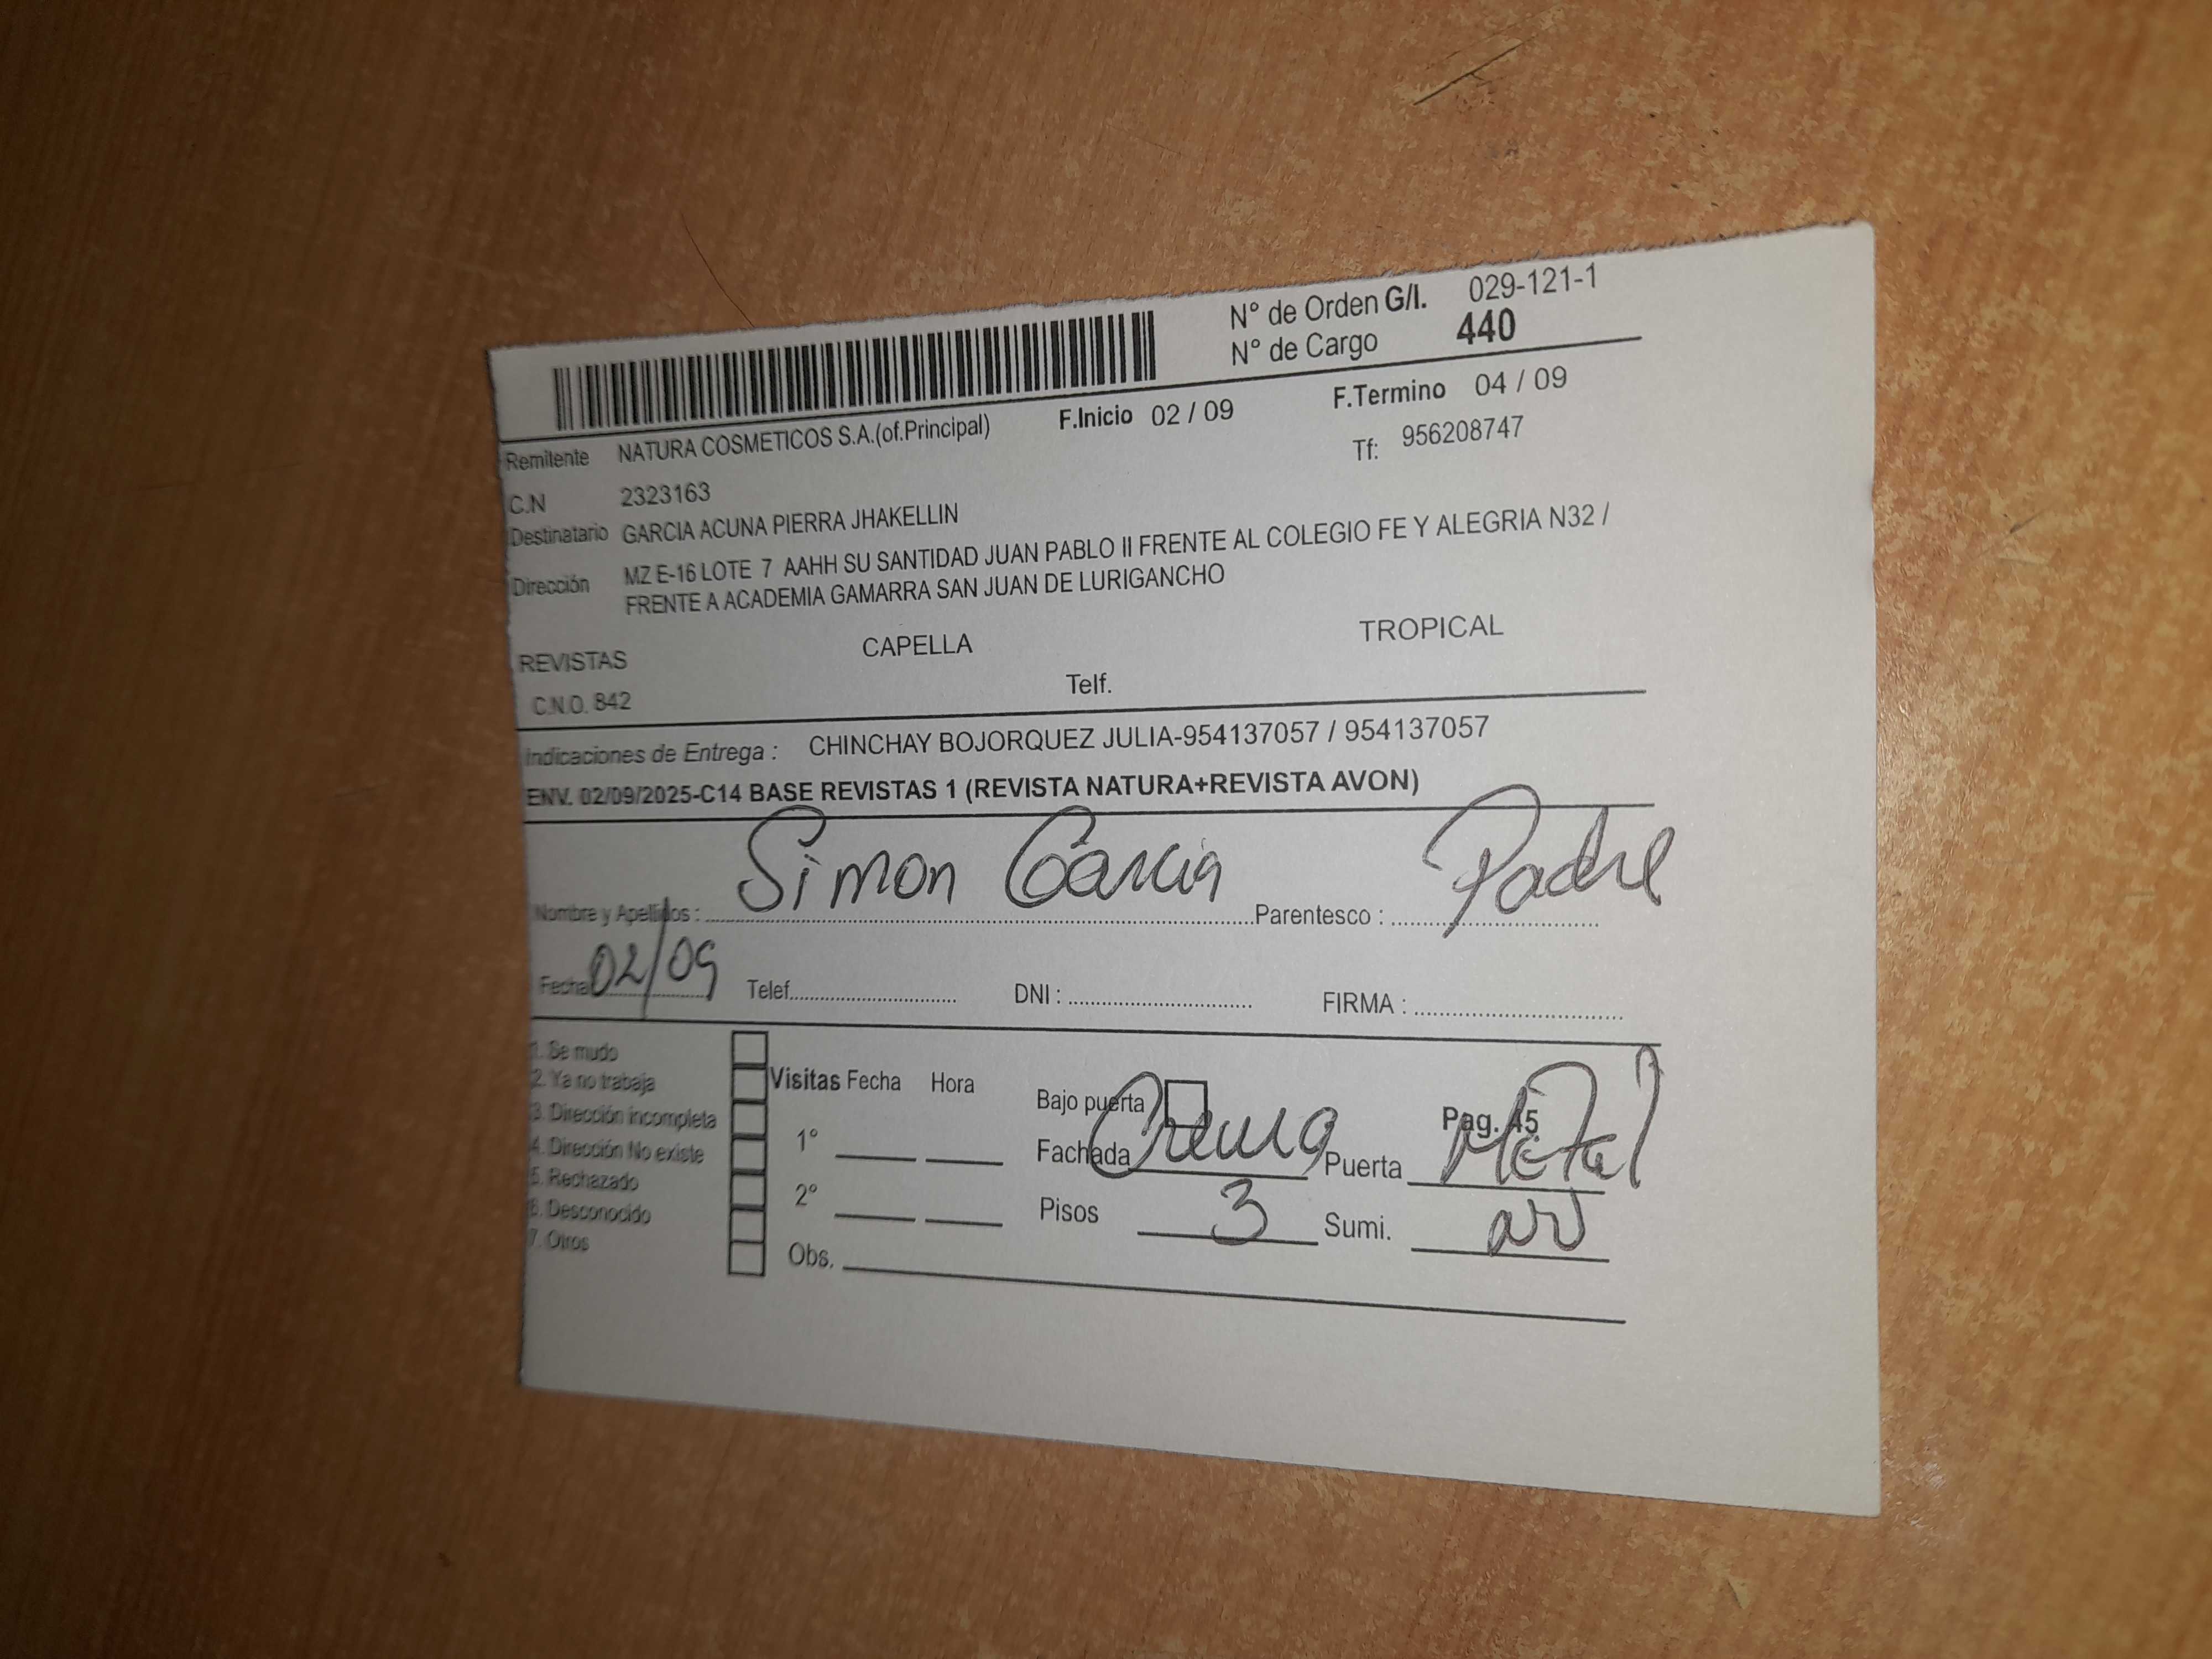 N° de Orden G/I. 029-121-1
N° de Cargo 440
F.Inicio 02 / 09 F.Termino 04 / 09
Remitente NATURA COSMETICOS S.A.(of.Principal) Tf: 956208747
C.N 2323163
Destinatario GARCIA ACUNA PIERRA JHAKELLIN
Dirección MZ E-16 LOTE 7 AAHH SU SANTIDAD JUAN PABLO II FRENTE AL COLEGIO FE Y ALEGRIA N32 /
FRENTE A ACADEMIA GAMARRA SAN JUAN DE LURIGANCHO
REVISTAS CAPELLA TROPICAL
C.N.O. 842 Telf.
Indicaciones de Entrega : CHINCHAY BOJORQUEZ JULIA-954137057 / 954137057
ENV. 02/09/2025-C14 BASE REVISTAS 1 (REVISTA NATURA+REVISTA AVON)
Nombre y Apellidos : Simon Garcia Parentesco : Padre
Fecha 02/09 Telef. DNI : FIRMA :
1. Se mudo
2. Ya no trabaja Visitas Fecha Hora Bajo puerta Pag. 45
3. Dirección incompleta 1° Fachada Crema Puerta Metal
4. Dirección No existe
5. Rechazado 2° Pisos 3 Sumi.
6. Desconocido
7. Otros Obs.